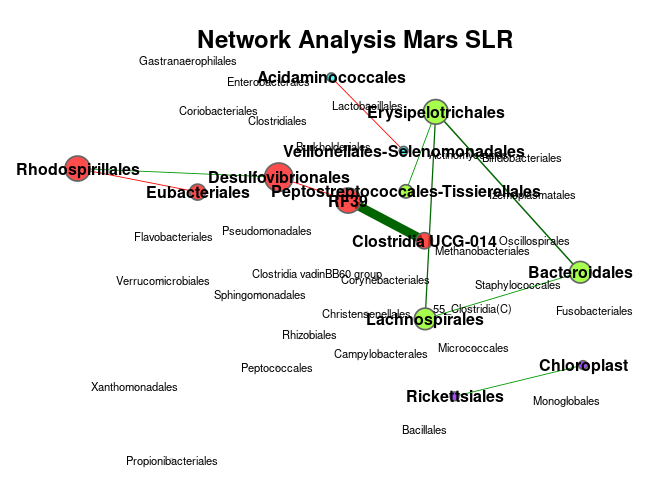 Network Analysis Mars SLR
Gastranaerophilales
Acidaminococcales
Enterobacterales
Lactobacillales
Erysipelotrichales
Coriobacteriales
Clostridiales
Burkholderiales
Veillonellales-Selenomonadales
Actinomycetales
Bifidobacteriales
Rhodospirillales
Desulfovibrionales
Eubacteriales
Peptostreptococcales-Tissierellales
Izemoplasmatales
RF39
Pseudomonadales
Flavobacteriales
Clostridia UCG-014
Oscillospirales
Methanobacteriales
Clostridia vadinBB60 group
Bacteroidales
Verrucomicrobiales
Corynebacteriales
Staphylococcales
Sphingomonadales
Christensenellales
55_Clostridia(C)
Fusobacteriales
Lachnospirales
Rhizobiales
Micrococcales
Campylobacterales
Peptococcales
Chloroplast
Xanthomonadales
Rickettsiales
Monoglobales
Bacillales
Propionibacteriales